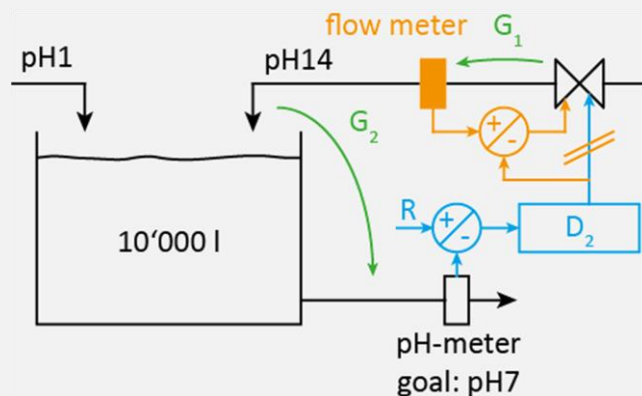 flow meter
G₁
pH1
pH14
G₂
+
-
R
+
-
D₂
10‘000 l
pH-meter
goal: pH7